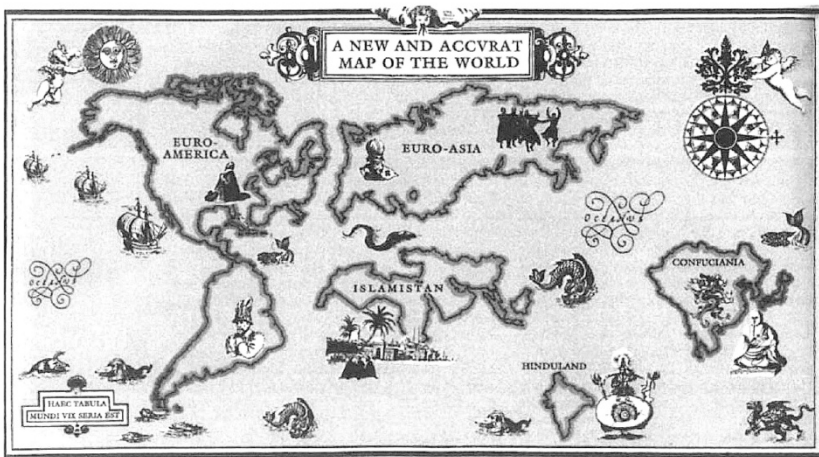 A NEW AND ACCVRAT
MAP OF THE WORLD
EURO-
AMERICA
EURO-ASIA
OCEANUS
CONFUCIANIA
OCEANUS
ISLAMISTAN
HINDULAND
HAEC TABULA
MUNDI VIX SERIA EST